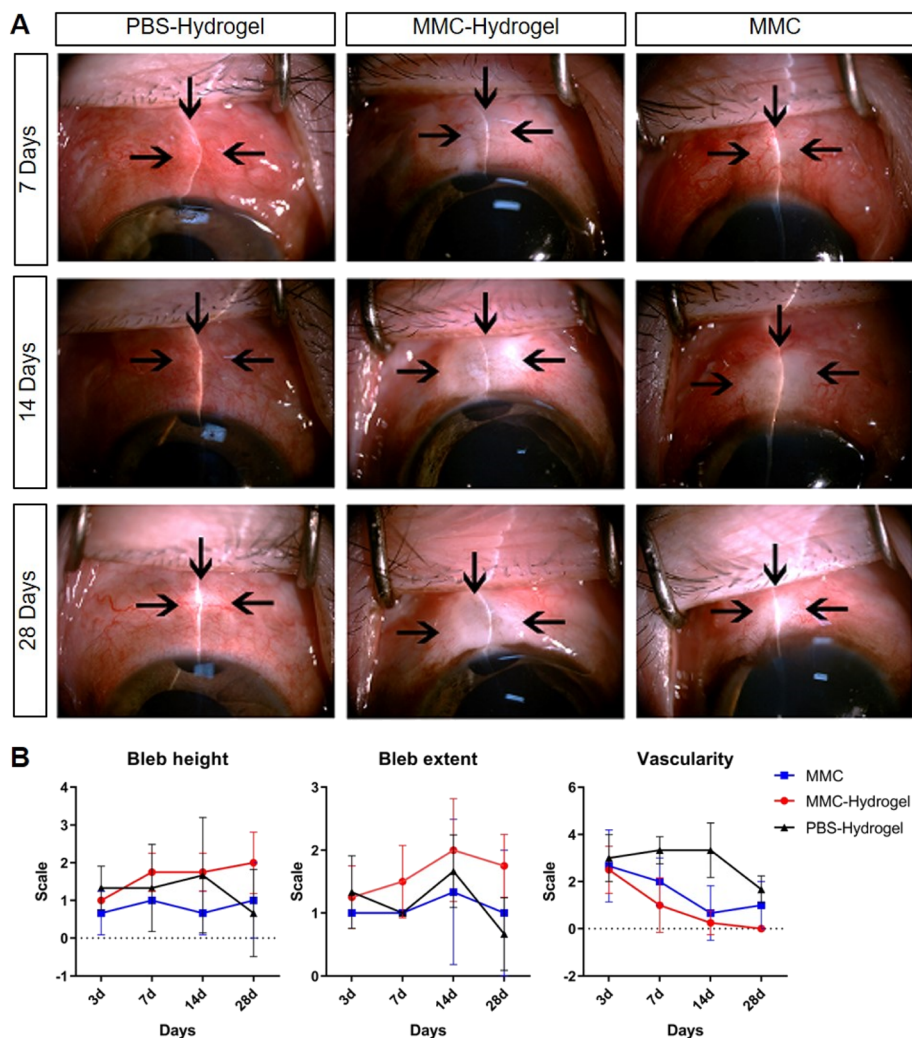 A
PBS-Hydrogel
MMC-Hydrogel
MMC
7 Days
14 Days
28 Days
B
Bleb height
4
3
2
1
0
-1
Scale
3d
7d
14d
28d
Days
Bleb extent
3
2
1
0
Scale
3d
7d
14d
28d
Days
Vascularity
6
4
2
0
-2
Scale
3d
7d
14d
28d
Days
MMC
MMC-Hydrogel
PBS-Hydrogel